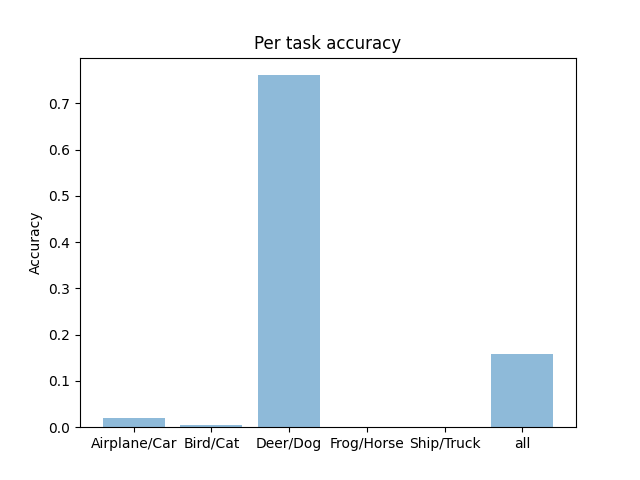 Per task accuracy
Accuracy
0.7
0.6
0.5
0.4
0.3
0.2
0.1
0.0
Airplane/Car Bird/Cat Deer/Dog Frog/Horse Ship/Truck all